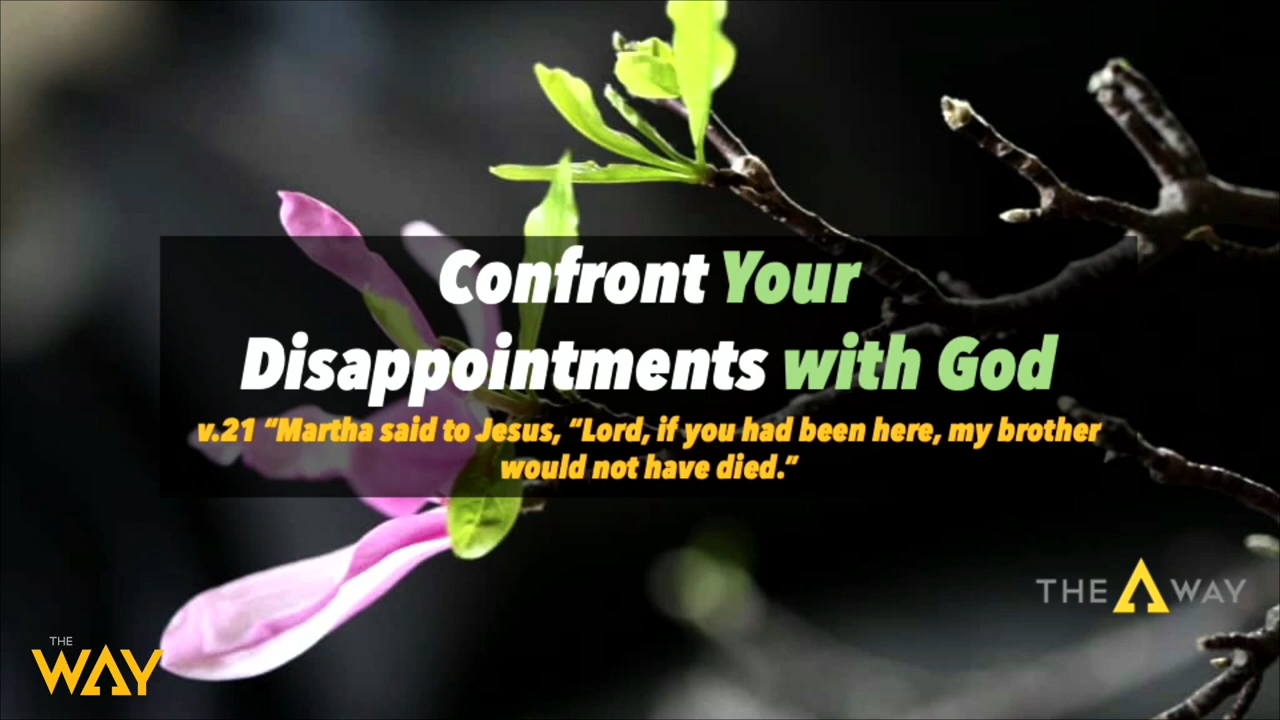 Confront Your
Disappointments with God
v.21 “Martha said to Jesus, “Lord, if you had been here, my brother
would not have died.”
THE WAY
THE
WAY